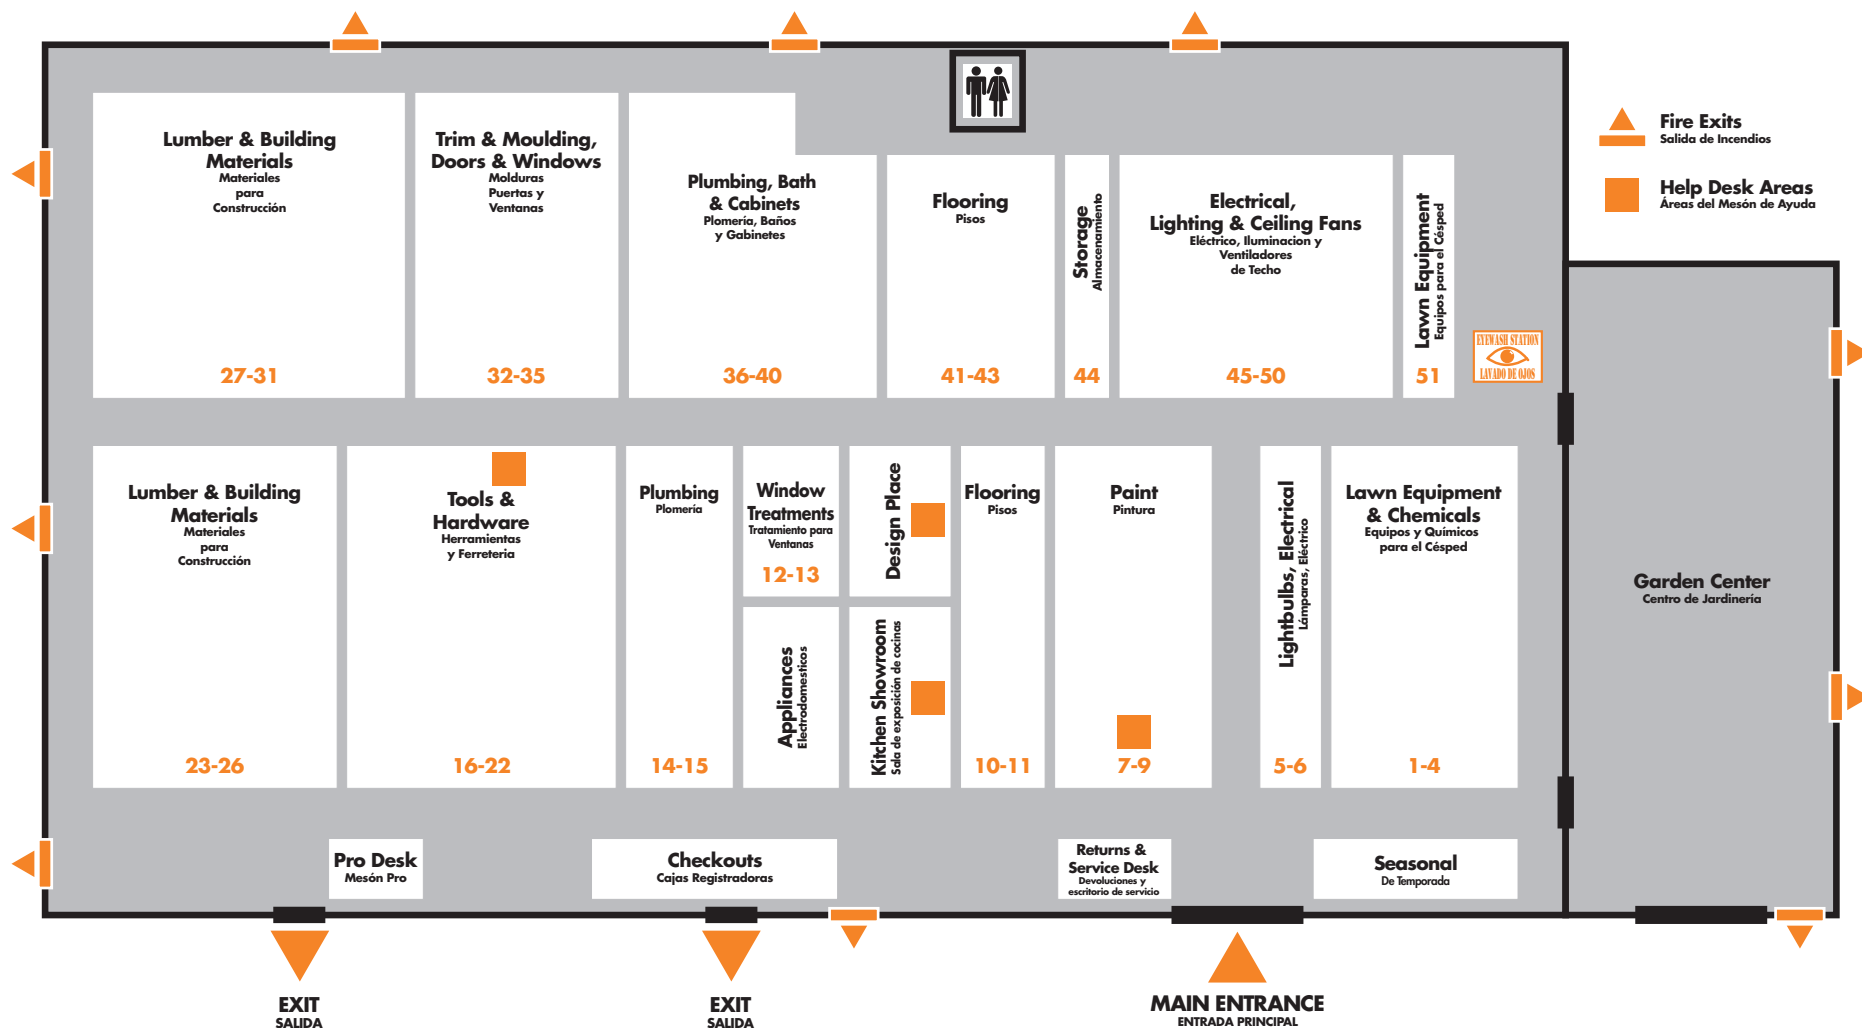 Fire Exits
Salida de Incendios
Help Desk Areas
Áreas del Mesón de Ayuda
Lumber & Building
Materials
Materiales
para
Construcción
27-31
Trim & Moulding,
Doors & Windows
Molduras
Puertas y
Ventanas
32-35
Plumbing, Bath
& Cabinets
Plomería, Baños
y Gabinetes
36-40
Flooring
Pisos
41-43
Storage
Almacenamiento
44
Electrical,
Lighting & Ceiling Fans
Eléctrico, Iluminacion y
Ventiladores
de Techo
45-50
Lawn Equipment
Equipos para el Césped
51
EYEWASH STATION
LAVADO DE OJOS
Lumber & Building
Materials
Materiales
para
Construcción
23-26
Tools &
Hardware
Herramientas
y Ferreteria
16-22
Plumbing
Plomería
14-15
Window
Treatments
Tratamiento para
Ventanas
12-13
Appliances
Electrodomesticos
Design Place
Kitchen Showroom
Sala de exposición de cocinas
Flooring
Pisos
10-11
Paint
Pintura
7-9
Lightbulbs, Electrical
Lámparas, Eléctrico
5-6
Lawn Equipment
& Chemicals
Equipos y Químicos
para el Césped
1-4
Garden Center
Centro de Jardinería
Pro Desk
Mesón Pro
Checkouts
Cajas Registradoras
Returns &
Service Desk
Devoluciones y
escritorio de servicio
Seasonal
De Temporada
EXIT
SALIDA
EXIT
SALIDA
MAIN ENTRANCE
ENTRADA PRINCIPAL